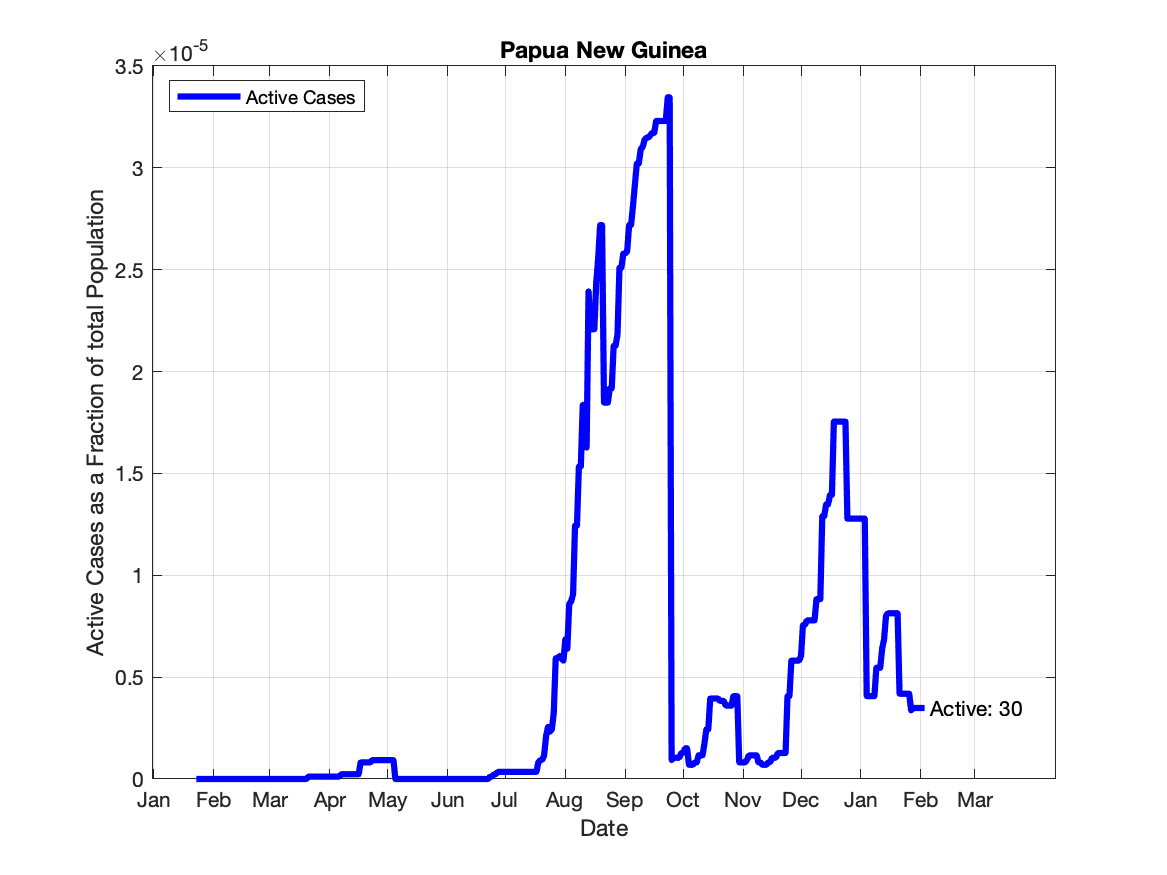 Papua New Guinea
×10-5
Active Cases
3.5
3
2.5
2
1.5
1
0.5
0
Active Cases as a Fraction of total Population
Active: 30
Jan Feb Mar Apr May Jun Jul Aug Sep Oct Nov Dec Jan Feb Mar
Date